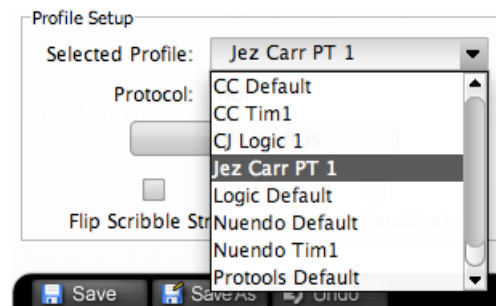 Profile Setup
Selected Profile: Jez Carr PT 1
Protocol: CC Default
CC Tim1
CJ Logic 1
Jez Carr PT 1
Logic Default
Flip Scribble Str Nuendo Default
Nuendo Tim1
Protools Default
Save Save As Undo